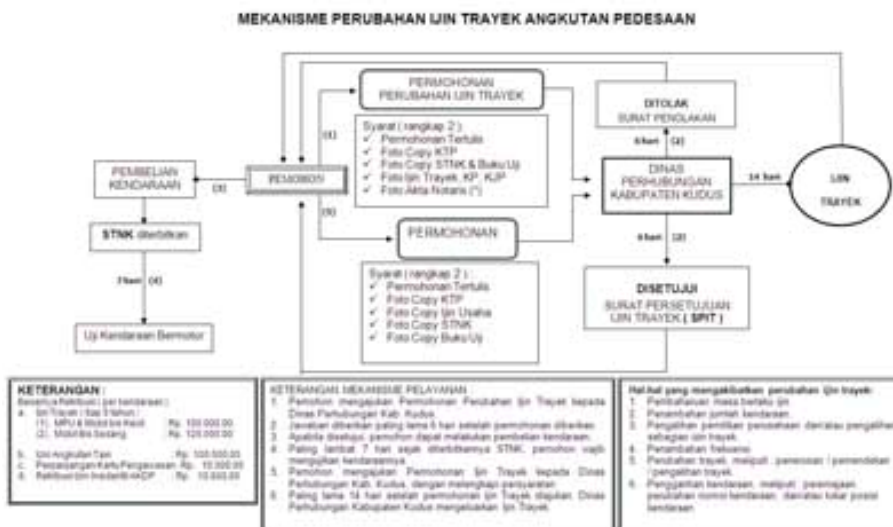 MEKANISME PERUBAHAN IJIN TRAYEK ANGKUTAN PEDESAAN
PERMOHONAN
PERUBAHAN IJIN TRAYEK
(1)
Syarat ( rangkap 2 )
✓ Permohonan Tertulis
✓ Foto Copy KTP
✓ Foto Copy STNK & Buku Uji
✓ Foto Ijin Trayek, KP, KJP
✓ Foto Akta Notaris (*)
DITOLAK
SURAT PENOLAKAN
6 hari (2)
PEMBELIAN
KENDARAAN
(3)
PEMOHON
DINAS
PERHUBUNGAN
KABUPATEN KUDUS
14 hari
IJIN
TRAYEK
(5)
STNK diterbitkan
PERMOHONAN
6 hari (2)
7 hari (4)
Syarat ( rangkap 2 )
✓ Permohonan Tertulis
✓ Foto Copy KTP
✓ Foto Copy Ijin Usaha
✓ Foto Copy STNK
✓ Foto Copy Buku Uji
DISETUJUI
SURAT PERSETUJUAN
IJIN TRAYEK ( SPIT )
Uji Kendaraan Bermotor
KETERANGAN :
Besarnya Retribusi ( per kendaraan )
a. Ijin Trayek ( tiap 5 tahun )
(1). MPU & Mobil bis Kecil : Rp. 100.000.00
(2). Mobil Bis Sedang : Rp. 125.000.00
b. Ijin Angkutan Taxi : Rp.
c. Perpanjangan Kartu Pengawasan : Rp. 10.000.00
d. Retribusi Ijin Insidentil AKDP : Rp. 10.000.00
KETERANGAN MEKANISME PELAYANAN
1. Pemohon mengajukan Permohonan Perubahan Ijin Trayek kepada
Dinas Perhubungan Kab. Kudus.
2. Jawaban diberikan paling lama 6 hari setelah permohonan diberikan.
3. Apabila disetujui, pemohon dapat melakukan pembelian kendaraan.
4. Paling lambat 7 hari sejak diterbitkannya STNK, pemohon wajib
mengujikan kendaraannya.
5. Pemohon mengajukan Permohonan Ijin Trayek kepada Dinas
Perhubungan Kab. Kudus, dengan melengkapi persyaratan.
6. Paling lama 14 hari setelah permohonan ijin Trayek diajukan, Dinas
Perhubungan Kabupaten Kudus mengeluarkan Ijin Trayek.
Hal-hal yang mengakibatkan perubahan ijin trayek:
1. Pembaharuan masa berlaku ijin.
2. Penambahan jumlah kendaraan.
3. Pengalihan pemilikan perusahaan dan/atau pengalihan
sebagian ijin trayek.
4. Penambahan frekuensi.
5. Perubahan trayek, meliputi : penerusan / pemendekan
/ pengalihan trayek.
6. Penggantian kendaraan, meliputi : peremajaan,
perubahan nomor kendaraan, dan/atau tukar posisi
kendaraan.